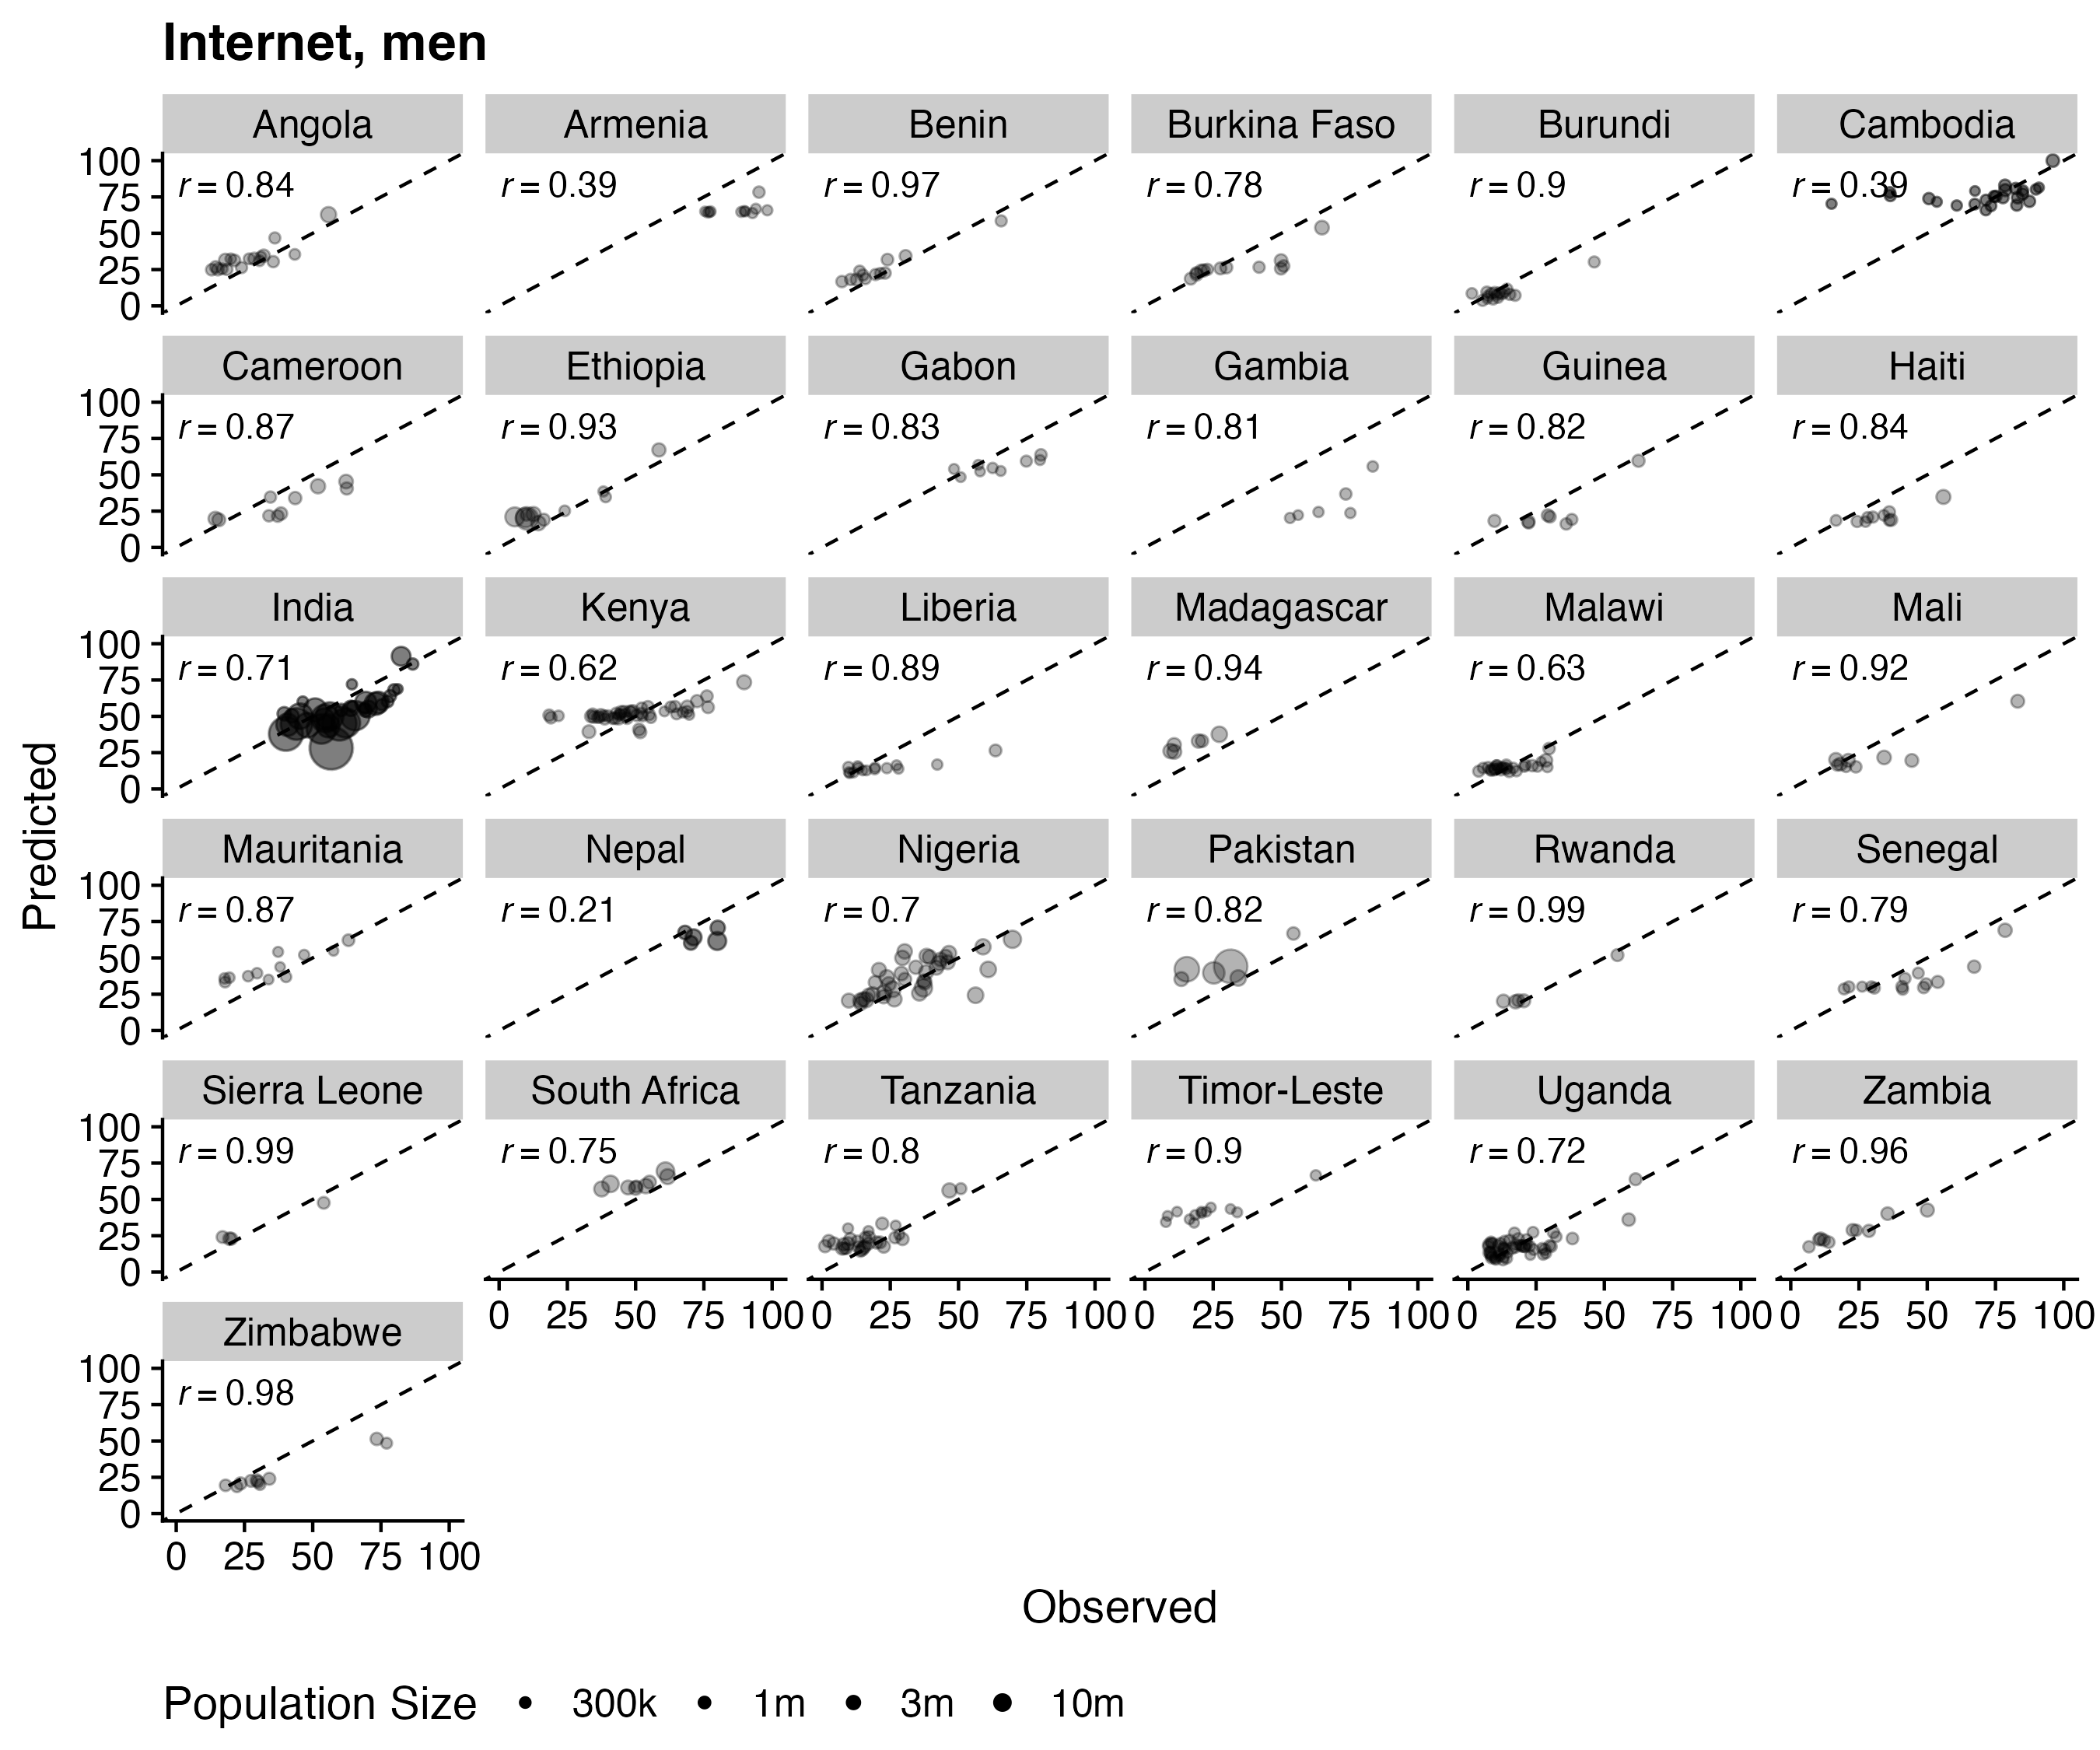 Internet, men
Angola Armenia Benin Burkina Faso Burundi Cambodia
100 75 50 25 0
r = 0.84 r = 0.39 r = 0.97 r = 0.78 r = 0.9 r = 0.39
Cameroon Ethiopia Gabon Gambia Guinea Haiti
100 75 50 25 0
r = 0.87 r = 0.93 r = 0.83 r = 0.81 r = 0.82 r = 0.84
India Kenya Liberia Madagascar Malawi Mali
100 75 50 25 0
r = 0.71 r = 0.62 r = 0.89 r = 0.94 r = 0.63 r = 0.92
Predicted
Mauritania Nepal Nigeria Pakistan Rwanda Senegal
100 75 50 25 0
r = 0.87 r = 0.21 r = 0.7 r = 0.82 r = 0.99 r = 0.79
Sierra Leone South Africa Tanzania Timor-Leste Uganda Zambia
100 75 50 25 0
r = 0.99 r = 0.75 r = 0.8 r = 0.9 r = 0.72 r = 0.96
0 25 50 75 100 0 25 50 75 100 0 25 50 75 100 0 25 50 75 100 0 25 50 75 100
Zimbabwe
100 75 50 25 0
r = 0.98
0 25 50 75 100
Observed
Population Size 300k 1m 3m 10m